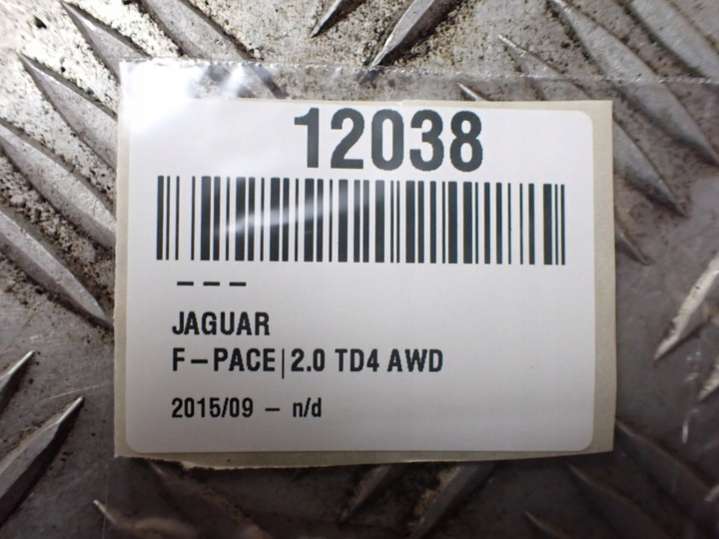 12038
---
JAGUAR
F-PACE|2.0 TD4 AWD
2015/09 - n/d